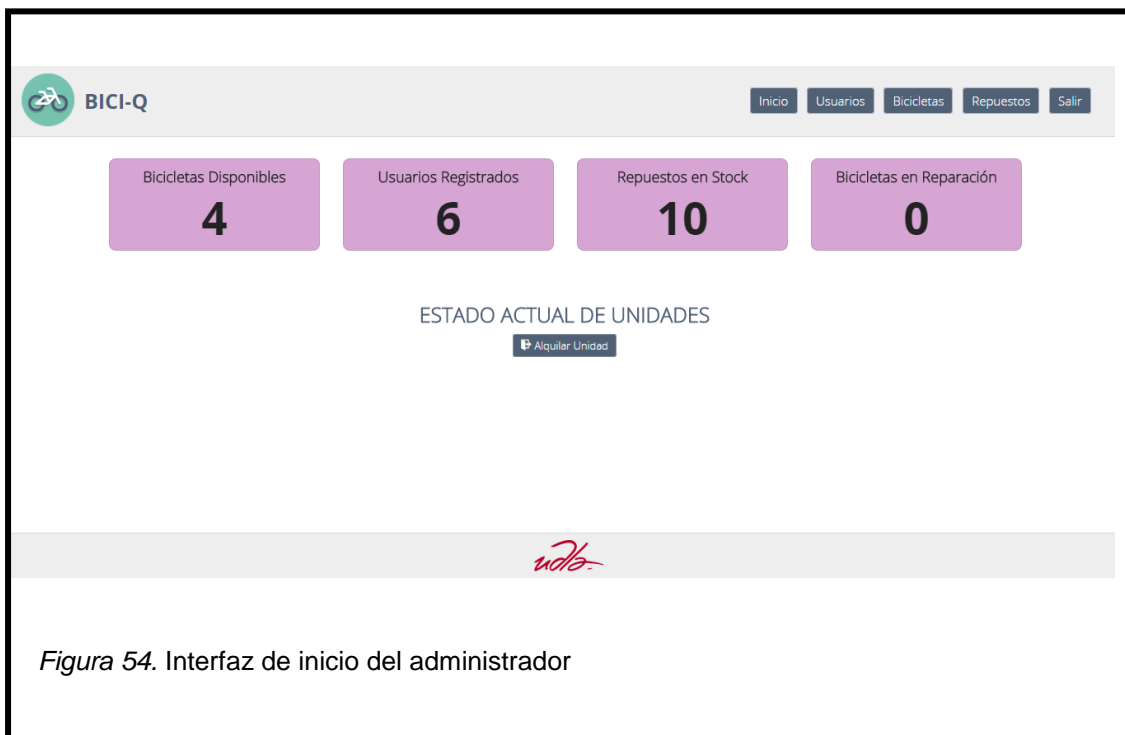 BICI-Q
Inicio Usuarios Bicicletas Repuestos Salir
Bicicletas Disponibles
4
Usuarios Registrados
6
Repuestos en Stock
10
Bicicletas en Reparación
0
ESTADO ACTUAL DE UNIDADES
Alquilar Unidad
udla-
Figura 54. Interfaz de inicio del administrador